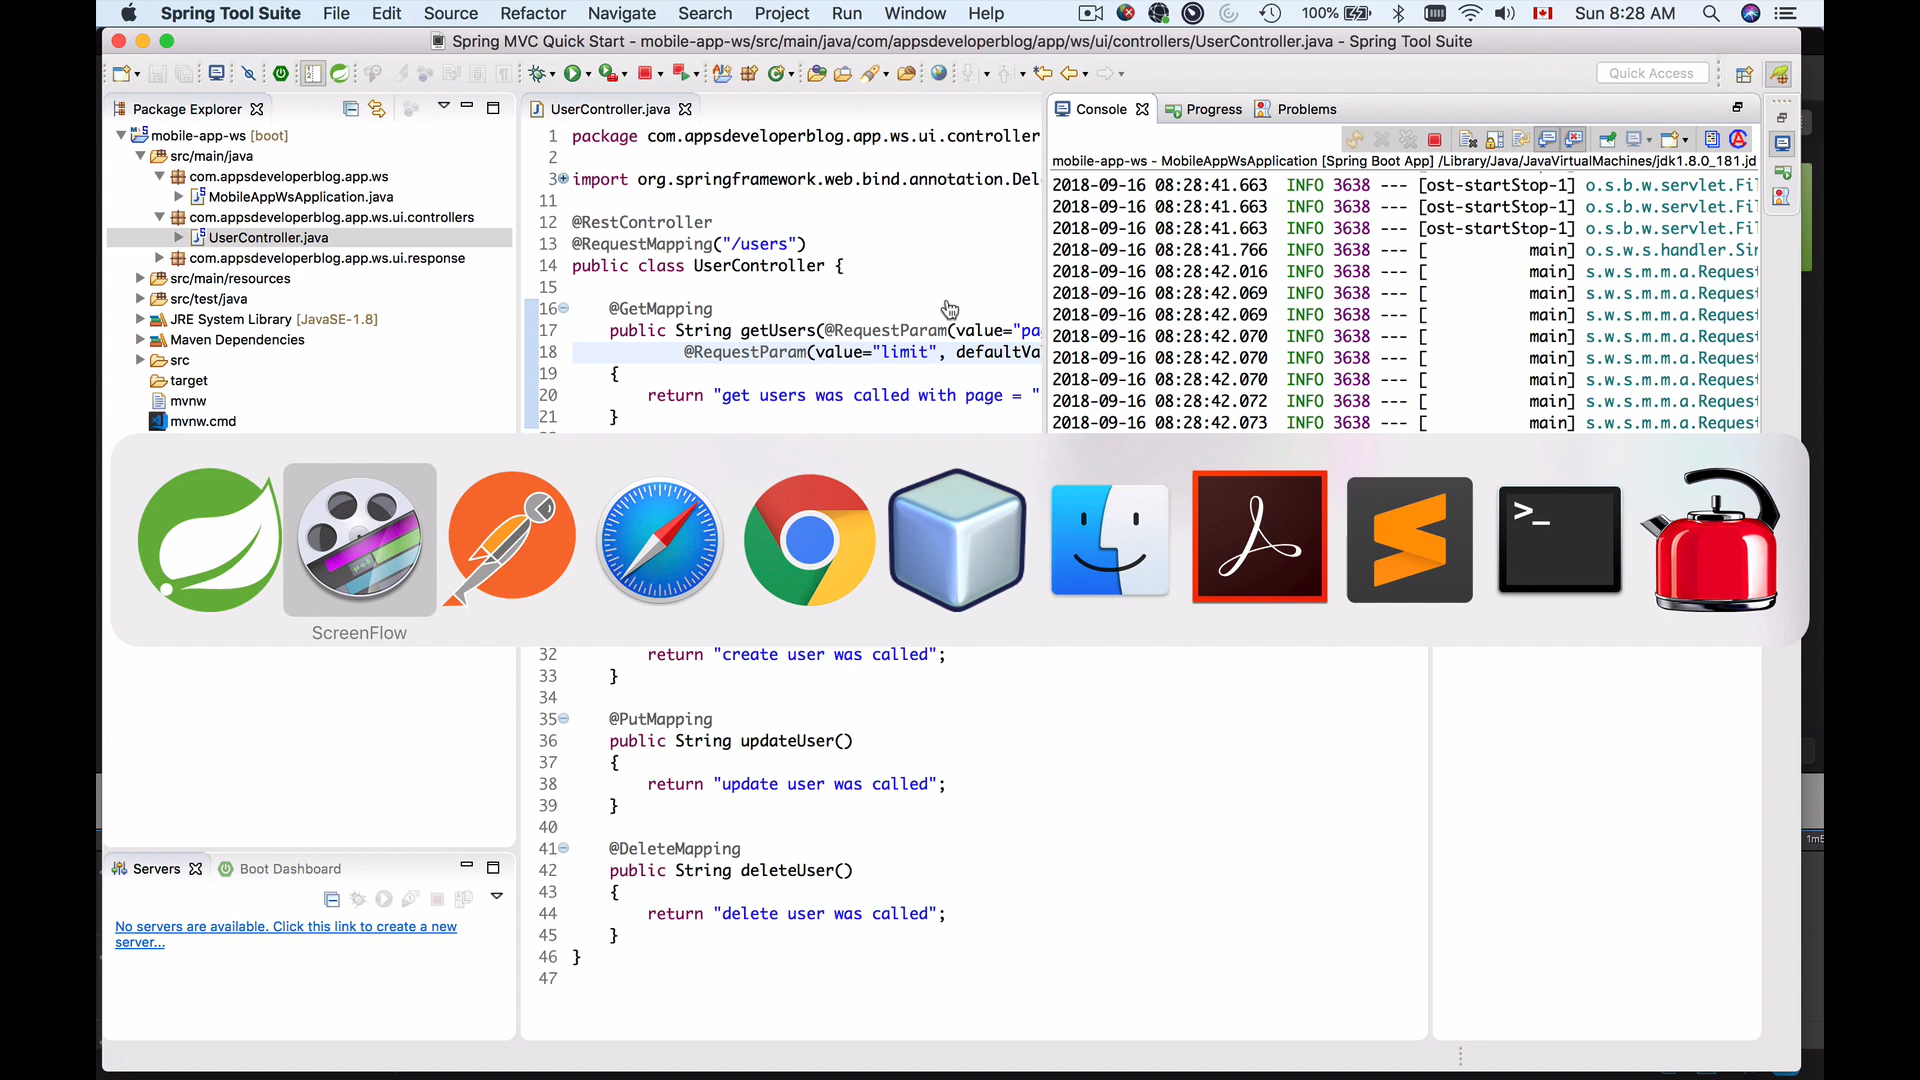 Spring Tool Suite File Edit Source Refactor Navigate Search Project Run Window Help 100% Sun 8:28 AM
Spring MVC Quick Start - mobile-app-ws/src/main/java/com/appsdeveloperblog/app/ws/ui/controllers/UserController.java - Spring Tool Suite
Quick Access
Package Explorer
mobile-app-ws [boot]
src/main/java
com.appsdeveloperblog.app.ws
MobileAppWsApplication.java
com.appsdeveloperblog.app.ws.ui.controllers
UserController.java
com.appsdeveloperblog.app.ws.ui.response
src/main/resources
src/test/java
JRE System Library [JavaSE-1.8]
Maven Dependencies
src
target
mvnw
mvnw.cmd
UserController.java
1 package com.appsdeveloperblog.app.ws.ui.controller
2
3 import org.springframework.web.bind.annotation.Del
11
12 @RestController
13 @RequestMapping("/users")
14 public class UserController {
15
16 @GetMapping
17 public String getUsers(@RequestParam(value="pa
18 @RequestParam(value="limit", defaultVa
19 {
20 return "get users was called with page = "
21 }
Console Progress Problems
mobile-app-ws - MobileAppWsApplication [Spring Boot App] /Library/Java/JavaVirtualMachines/jdk1.8.0_181.jd
2018-09-16 08:28:41.663 INFO 3638 --- [ost-startStop-1] o.s.b.w.servlet.Fil
2018-09-16 08:28:41.663 INFO 3638 --- [ost-startStop-1] o.s.b.w.servlet.Fil
2018-09-16 08:28:41.663 INFO 3638 --- [ost-startStop-1] o.s.b.w.servlet.Fil
2018-09-16 08:28:41.766 INFO 3638 --- [ main] o.s.w.s.handler.Sim
2018-09-16 08:28:42.016 INFO 3638 --- [ main] s.w.s.m.m.a.Request
2018-09-16 08:28:42.069 INFO 3638 --- [ main] s.w.s.m.m.a.Request
2018-09-16 08:28:42.069 INFO 3638 --- [ main] s.w.s.m.m.a.Request
2018-09-16 08:28:42.070 INFO 3638 --- [ main] s.w.s.m.m.a.Request
2018-09-16 08:28:42.070 INFO 3638 --- [ main] s.w.s.m.m.a.Request
2018-09-16 08:28:42.070 INFO 3638 --- [ main] s.w.s.m.m.a.Request
2018-09-16 08:28:42.072 INFO 3638 --- [ main] s.w.s.m.m.a.Request
2018-09-16 08:28:42.073 INFO 3638 --- [ main] s.w.s.m.m.a.Request
>_
ScreenFlow
32 return "create user was called";
33 }
34
35 @PutMapping
36 public String updateUser()
37 {
38 return "update user was called";
39 }
40
41 @DeleteMapping
42 public String deleteUser()
43 {
44 return "delete user was called";
45 }
46 }
47
Servers Boot Dashboard
No servers are available. Click this link to create a new
server...